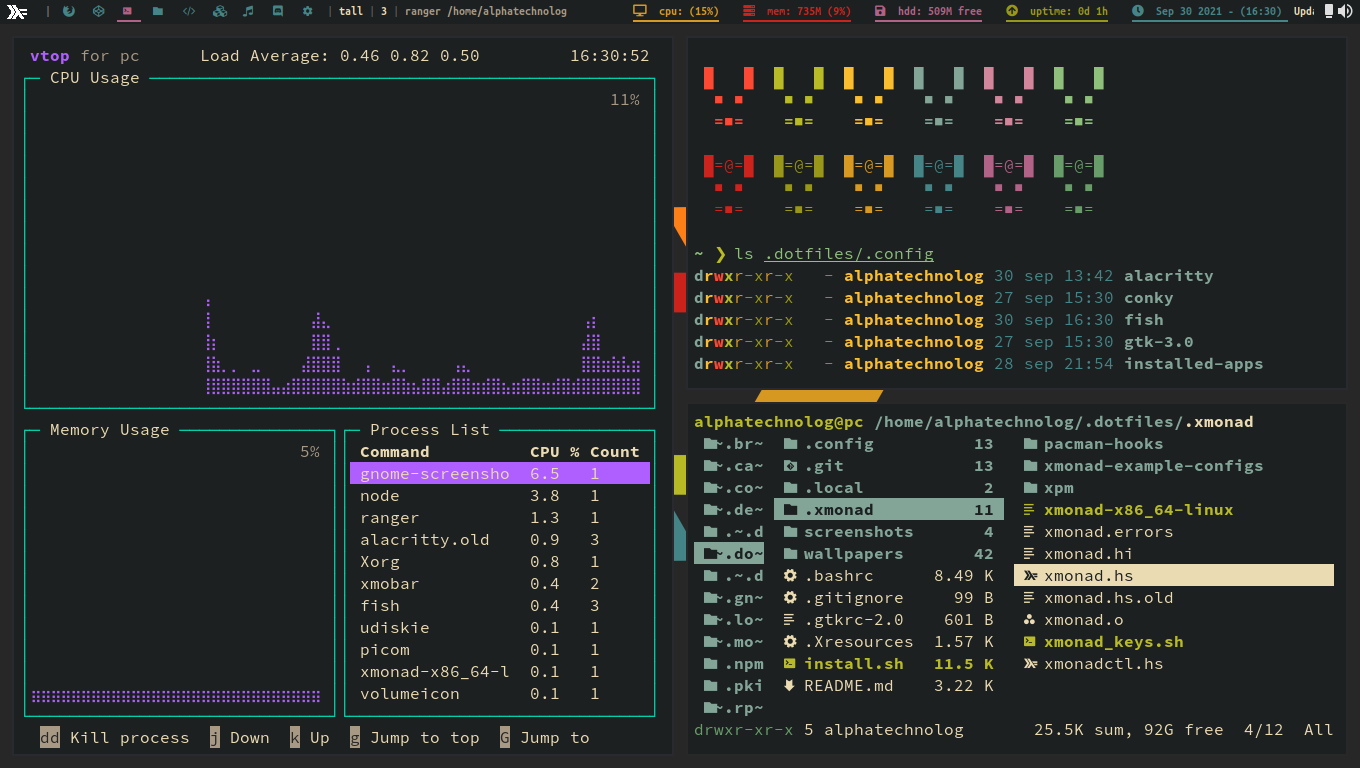 | tall | 3 | ranger /home/alphatechnolog cpu: (15%) mem: 735M (9%) hdd: 509M free uptime: 0d 1h Sep 30 2021 - (16:30) Upda
vtop for pc Load Average: 0.46 0.82 0.50 16:30:52
CPU Usage
11%
Memory Usage
5%
Process List
Command CPU % Count
gnome-screensho 6.5 1
node 3.8 1
ranger 1.3 1
alacritty.old 0.9 3
Xorg 0.8 1
xmobar 0.4 2
fish 0.4 3
udiskie 0.1 1
picom 0.1 1
xmonad-x86_64-l 0.1 1
volumeicon 0.1 1
dd Kill process j Down k Up g Jump to top G Jump to
=■= =■= =■= =■= =■= =■=
=@= =@= =@= =@= =@= =@=
=■= =■= =■= =■= =■= =■=
~ ❯ ls .dotfiles/.config
drwxr-xr-x - alphatechnolog 30 sep 13:42 alacritty
drwxr-xr-x - alphatechnolog 27 sep 15:30 conky
drwxr-xr-x - alphatechnolog 30 sep 16:30 fish
drwxr-xr-x - alphatechnolog 27 sep 15:30 gtk-3.0
drwxr-xr-x - alphatechnolog 28 sep 21:54 installed-apps
alphatechnolog@pc /home/alphatechnolog/.dotfiles/.xmonad
~.br~ .config 13 pacman-hooks
~.ca~ .git 13 xmonad-example-configs
~.co~ .local 2 xpm
~.de~ .xmonad 11 xmonad-x86_64-linux
.~.d screenshots 4 xmonad.errors
~.do~ wallpapers 42 xmonad.hi
.~.d .bashrc 8.49 K xmonad.hs
~.gn~ .gitignore 99 B xmonad.hs.old
~.lo~ .gtkrc-2.0 601 B xmonad.o
~.mo~ .Xresources 1.57 K xmonad_keys.sh
.npm install.sh 11.5 K xmonadctl.hs
.pki README.md 3.22 K
~.rp~
drwxr-xr-x 5 alphatechnolog 25.5K sum, 92G free 4/12 All